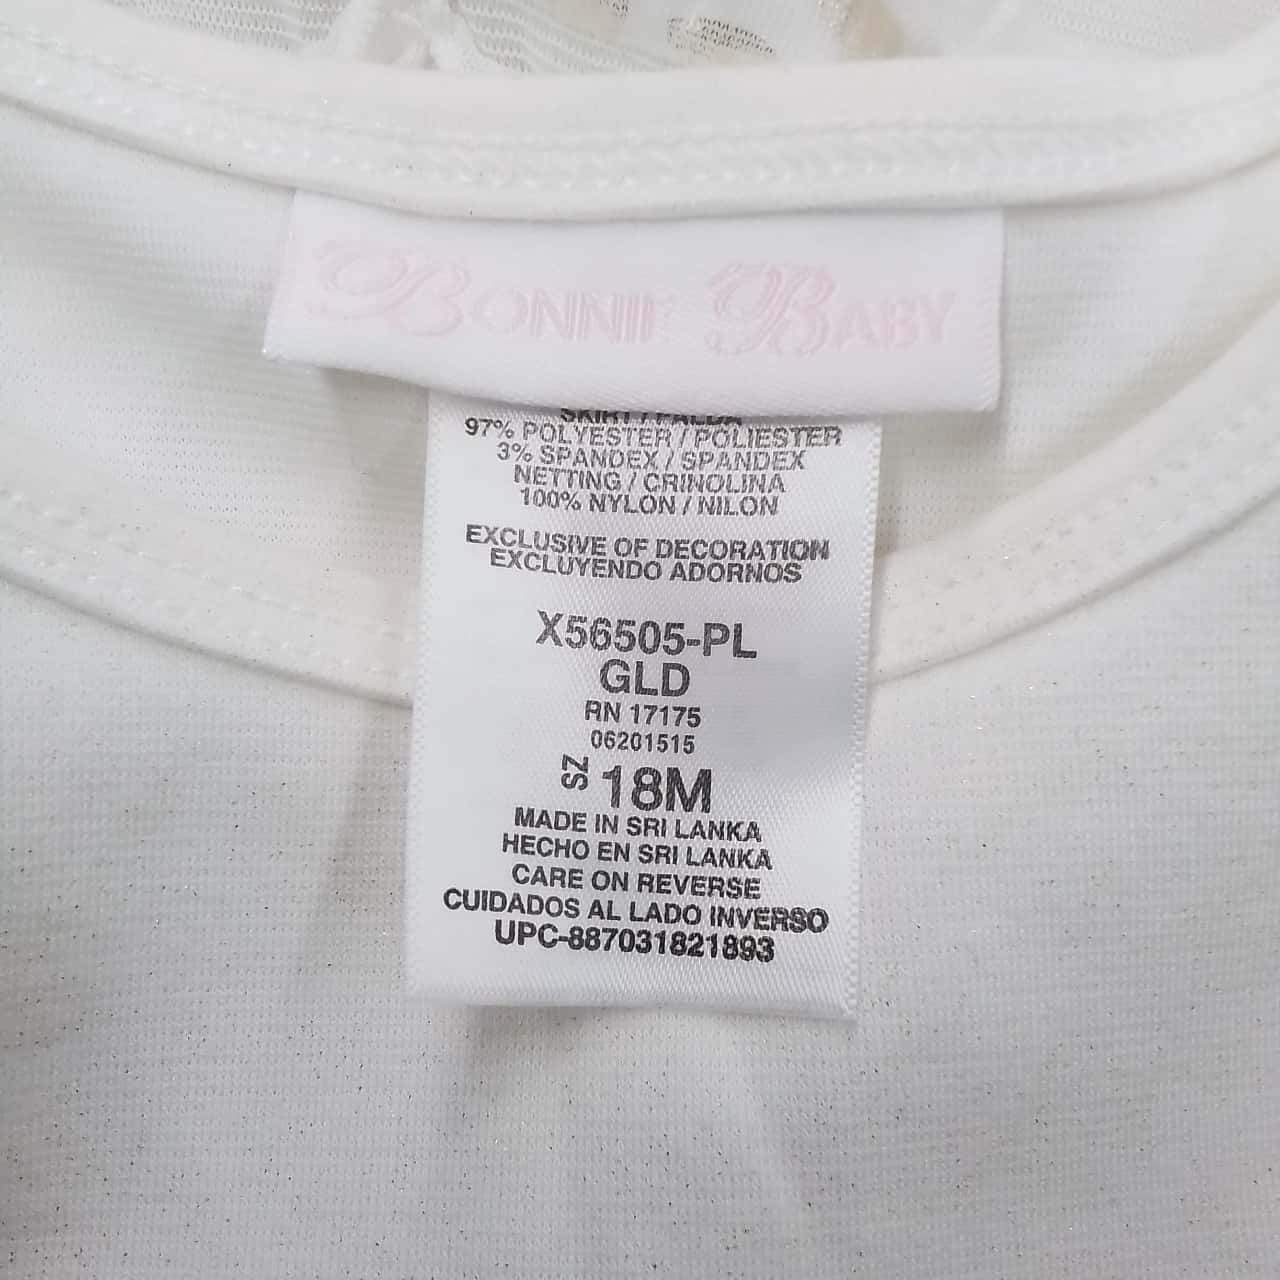 BONNIE BABY
SKIRT / FALDA
97% POLYESTER / POLIESTER
3% SPANDEX / SPANDEX
NETTING / CRINOLINA
100% NYLON / NILON
EXCLUSIVE OF DECORATION
EXCLUYENDO ADORNOS
X56505-PL
GLD
RN 17175
06201515
SZ 18M
MADE IN SRI LANKA
HECHO EN SRI LANKA
CARE ON REVERSE
CUIDADOS AL LADO INVERSO
UPC-887031821893